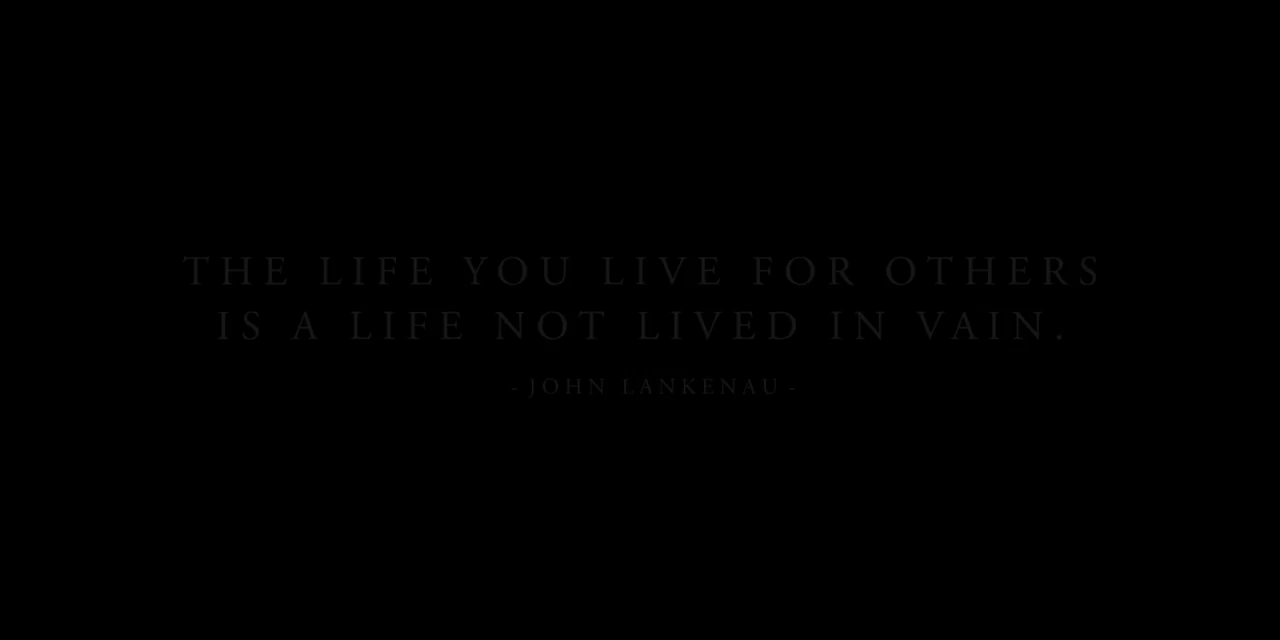 THE LIFE YOU LIVE FOR OTHERS
IS A LIFE NOT LIVED IN VAIN.
- JOHN LANKENAU -